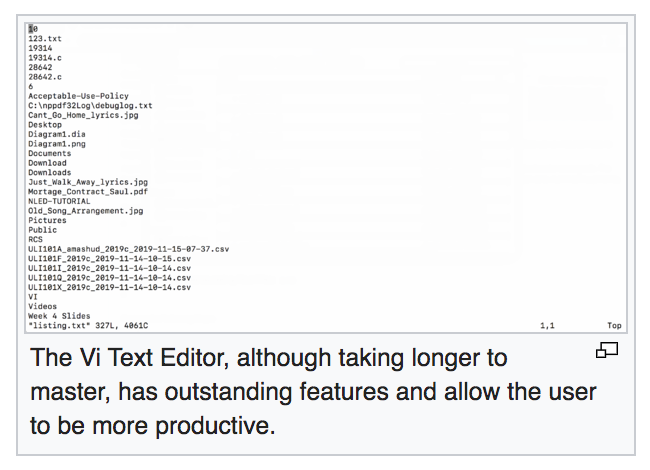 10
123.txt
19314
19314.c
28642
28642.c
6
Acceptable-Use-Policy
C:\nppdf32Log\debuglog.txt
Cant_Go_Home_lyrics.jpg
Desktop
Diagram1.dia
Diagram1.png
Documents
Download
Downloads
Just_Walk_Away_lyrics.jpg
Mortage_Contract_Saul.pdf
NLED-TUTORIAL
Old_Song_Arrangement.jpg
Pictures
Public
RCS
ULI101A_amashud_2019c_2019-11-15-07-37.csv
ULI101F_2019c_2019-11-14-10-15.csv
ULI101I_2019c_2019-11-14-10-14.csv
ULI101Q_2019c_2019-11-14-10-14.csv
ULI101X_2019c_2019-11-14-10-14.csv
VI
Videos
Week 4 Slides
"listing.txt" 327L, 4061C 1,1 Top
The Vi Text Editor, although taking longer to
master, has outstanding features and allow the user
to be more productive.